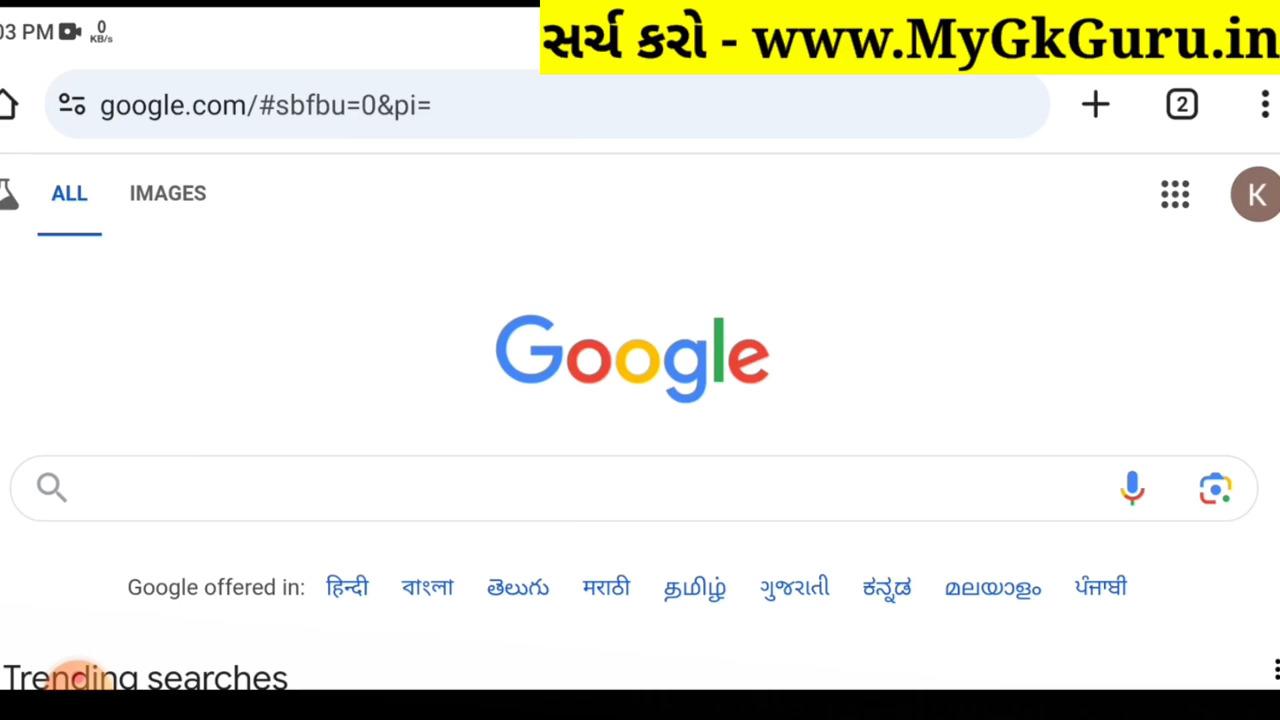 03 PM 0 KB/s
સર્ચ કરો - www.MyGkGuru.in
google.com/#sbfbu=0&pi=
2
ALL IMAGES
K
Google
Google offered in: हिन्दी বাংলা తెలుగు मराठी தமிழ் ગુજરાતી ಕನ್ನಡ മലയാളം ਪੰਜਾਬੀ
Trending searches